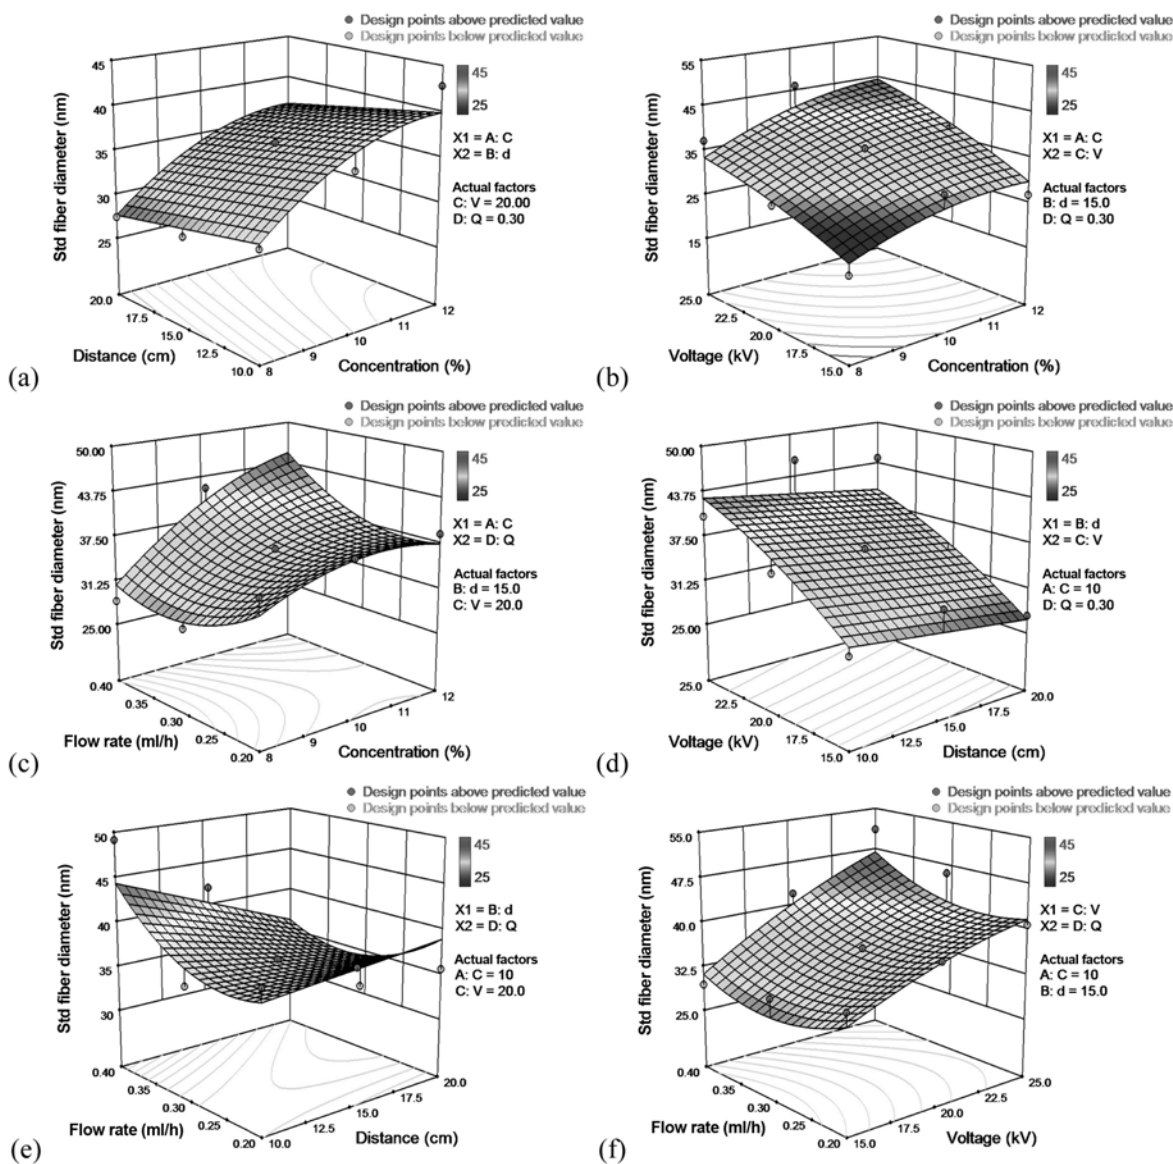 Design points above predicted value
Design points below predicted value
45
25
X1 = A: C
X2 = B: d
Actual factors
C: V = 20.00
D: Q = 0.30
Std fiber diameter (nm)
45
40
35
30
25
20.0
17.5
15.0
12.5
10.0
Distance (cm)
8
9
10
11
12
Concentration (%)
(a)
Design points above predicted value
Design points below predicted value
45
25
X1 = A: C
X2 = C: V
Actual factors
B: d = 15.0
D: Q = 0.30
Std fiber diameter (nm)
55
45
35
25
15
25.0
22.5
20.0
17.5
15.0
Voltage (kV)
8
9
10
11
12
Concentration (%)
(b)
Design points above predicted value
Design points below predicted value
45
25
X1 = A: C
X2 = D: Q
Actual factors
B: d = 15.0
C: V = 20.0
Std fiber diameter (nm)
50.00
43.75
37.50
31.25
25.00
0.40
0.35
0.30
0.25
0.20
Flow rate (ml/h)
8
9
10
11
12
Concentration (%)
(c)
Design points above predicted value
Design points below predicted value
45
25
X1 = B: d
X2 = C: V
Actual factors
A: C = 10
D: Q = 0.30
Std fiber diameter (nm)
50.00
43.75
37.50
31.25
25.00
25.0
22.5
20.0
17.5
15.0
Voltage (kV)
10.0
12.5
15.0
17.5
20.0
Distance (cm)
(d)
Design points above predicted value
Design points below predicted value
45
25
X1 = B: d
X2 = D: Q
Actual factors
A: C = 10
C: V = 20.0
Std fiber diameter (nm)
50
45
40
35
30
0.40
0.35
0.30
0.25
0.20
Flow rate (ml/h)
10.0
12.5
15.0
17.5
20.0
Distance (cm)
(e)
Design points above predicted value
Design points below predicted value
45
25
X1 = C: V
X2 = D: Q
Actual factors
A: C = 10
B: d = 15.0
Std fiber diameter (nm)
55.0
47.5
40.0
32.5
25.0
0.40
0.35
0.30
0.25
0.20
Flow rate (ml/h)
15.0
17.5
20.0
22.5
25.0
Voltage (kV)
(f)